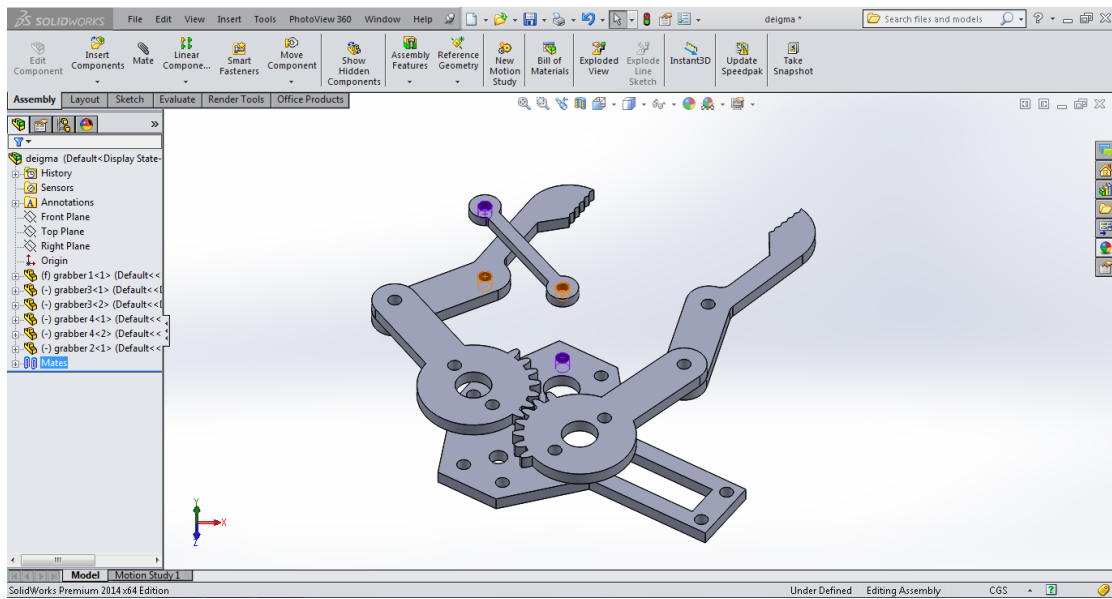 SOLIDWORKS File Edit View Insert Tools PhotoView 360 Window Help deigma * Search files and models
Edit Component
Insert Components
Mate
Linear Compone...
Smart Fasteners
Move Component
Show Hidden Components
Assembly Features
Reference Geometry
New Motion Study
Bill of Materials
Exploded View
Explode Line Sketch
Instant3D
Update Speedpak
Take Snapshot
Assembly Layout Sketch Evaluate Render Tools Office Products
deigma (Default<Display State-
History
Sensors
Annotations
Front Plane
Top Plane
Right Plane
Origin
(f) grabber 1<1> (Default<<
(-) grabber3<1> (Default<<D
(-) grabber3<2> (Default<<D
(-) grabber 4<1> (Default<<
(-) grabber 4<2> (Default<<
(-) grabber 2<1> (Default<<
Mates
Y
X
Z
Model Motion Study 1
SolidWorks Premium 2014 x64 Edition Under Defined Editing Assembly CGS